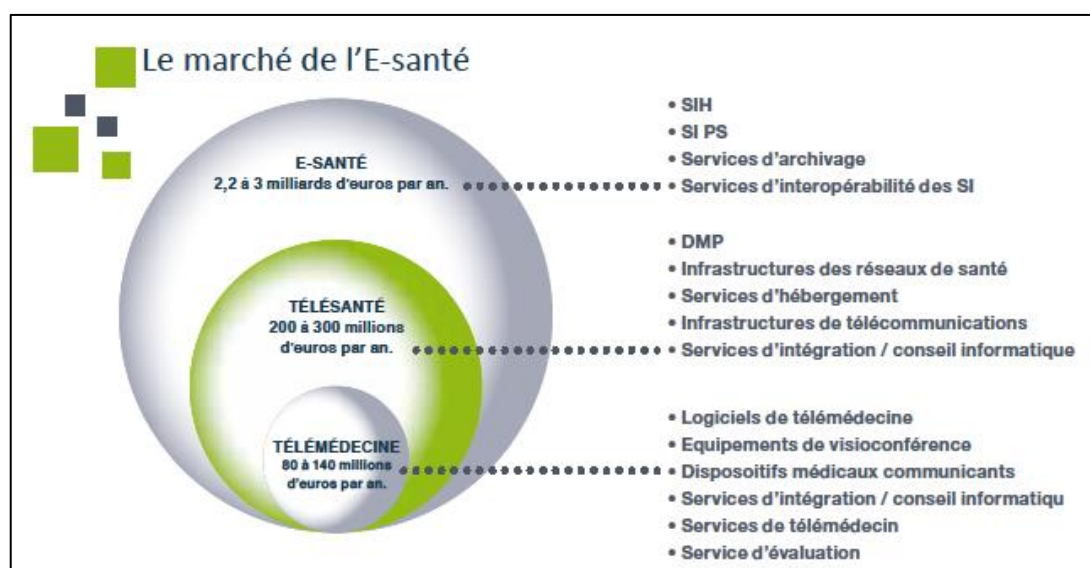 Le marché de l'E-santé
E-SANTÉ
2,2 à 3 milliards d'euros par an.
• SIH
• SI PS
• Services d'archivage
• Services d'interopérabilité des SI
TÉLÉSANTÉ
200 à 300 millions
d'euros par an.
• DMP
• Infrastructures des réseaux de santé
• Services d'hébergement
• Infrastructures de télécommunications
• Services d'intégration / conseil informatique
TÉLÉMÉDECINE
80 à 140 millions
d'euros par an.
• Logiciels de télémédecine
• Equipements de visioconférence
• Disposoitifs médicaux communicants
• Services d'intégration / conseil informatiqu
• Services de télémédecin
• Service d'évaluation